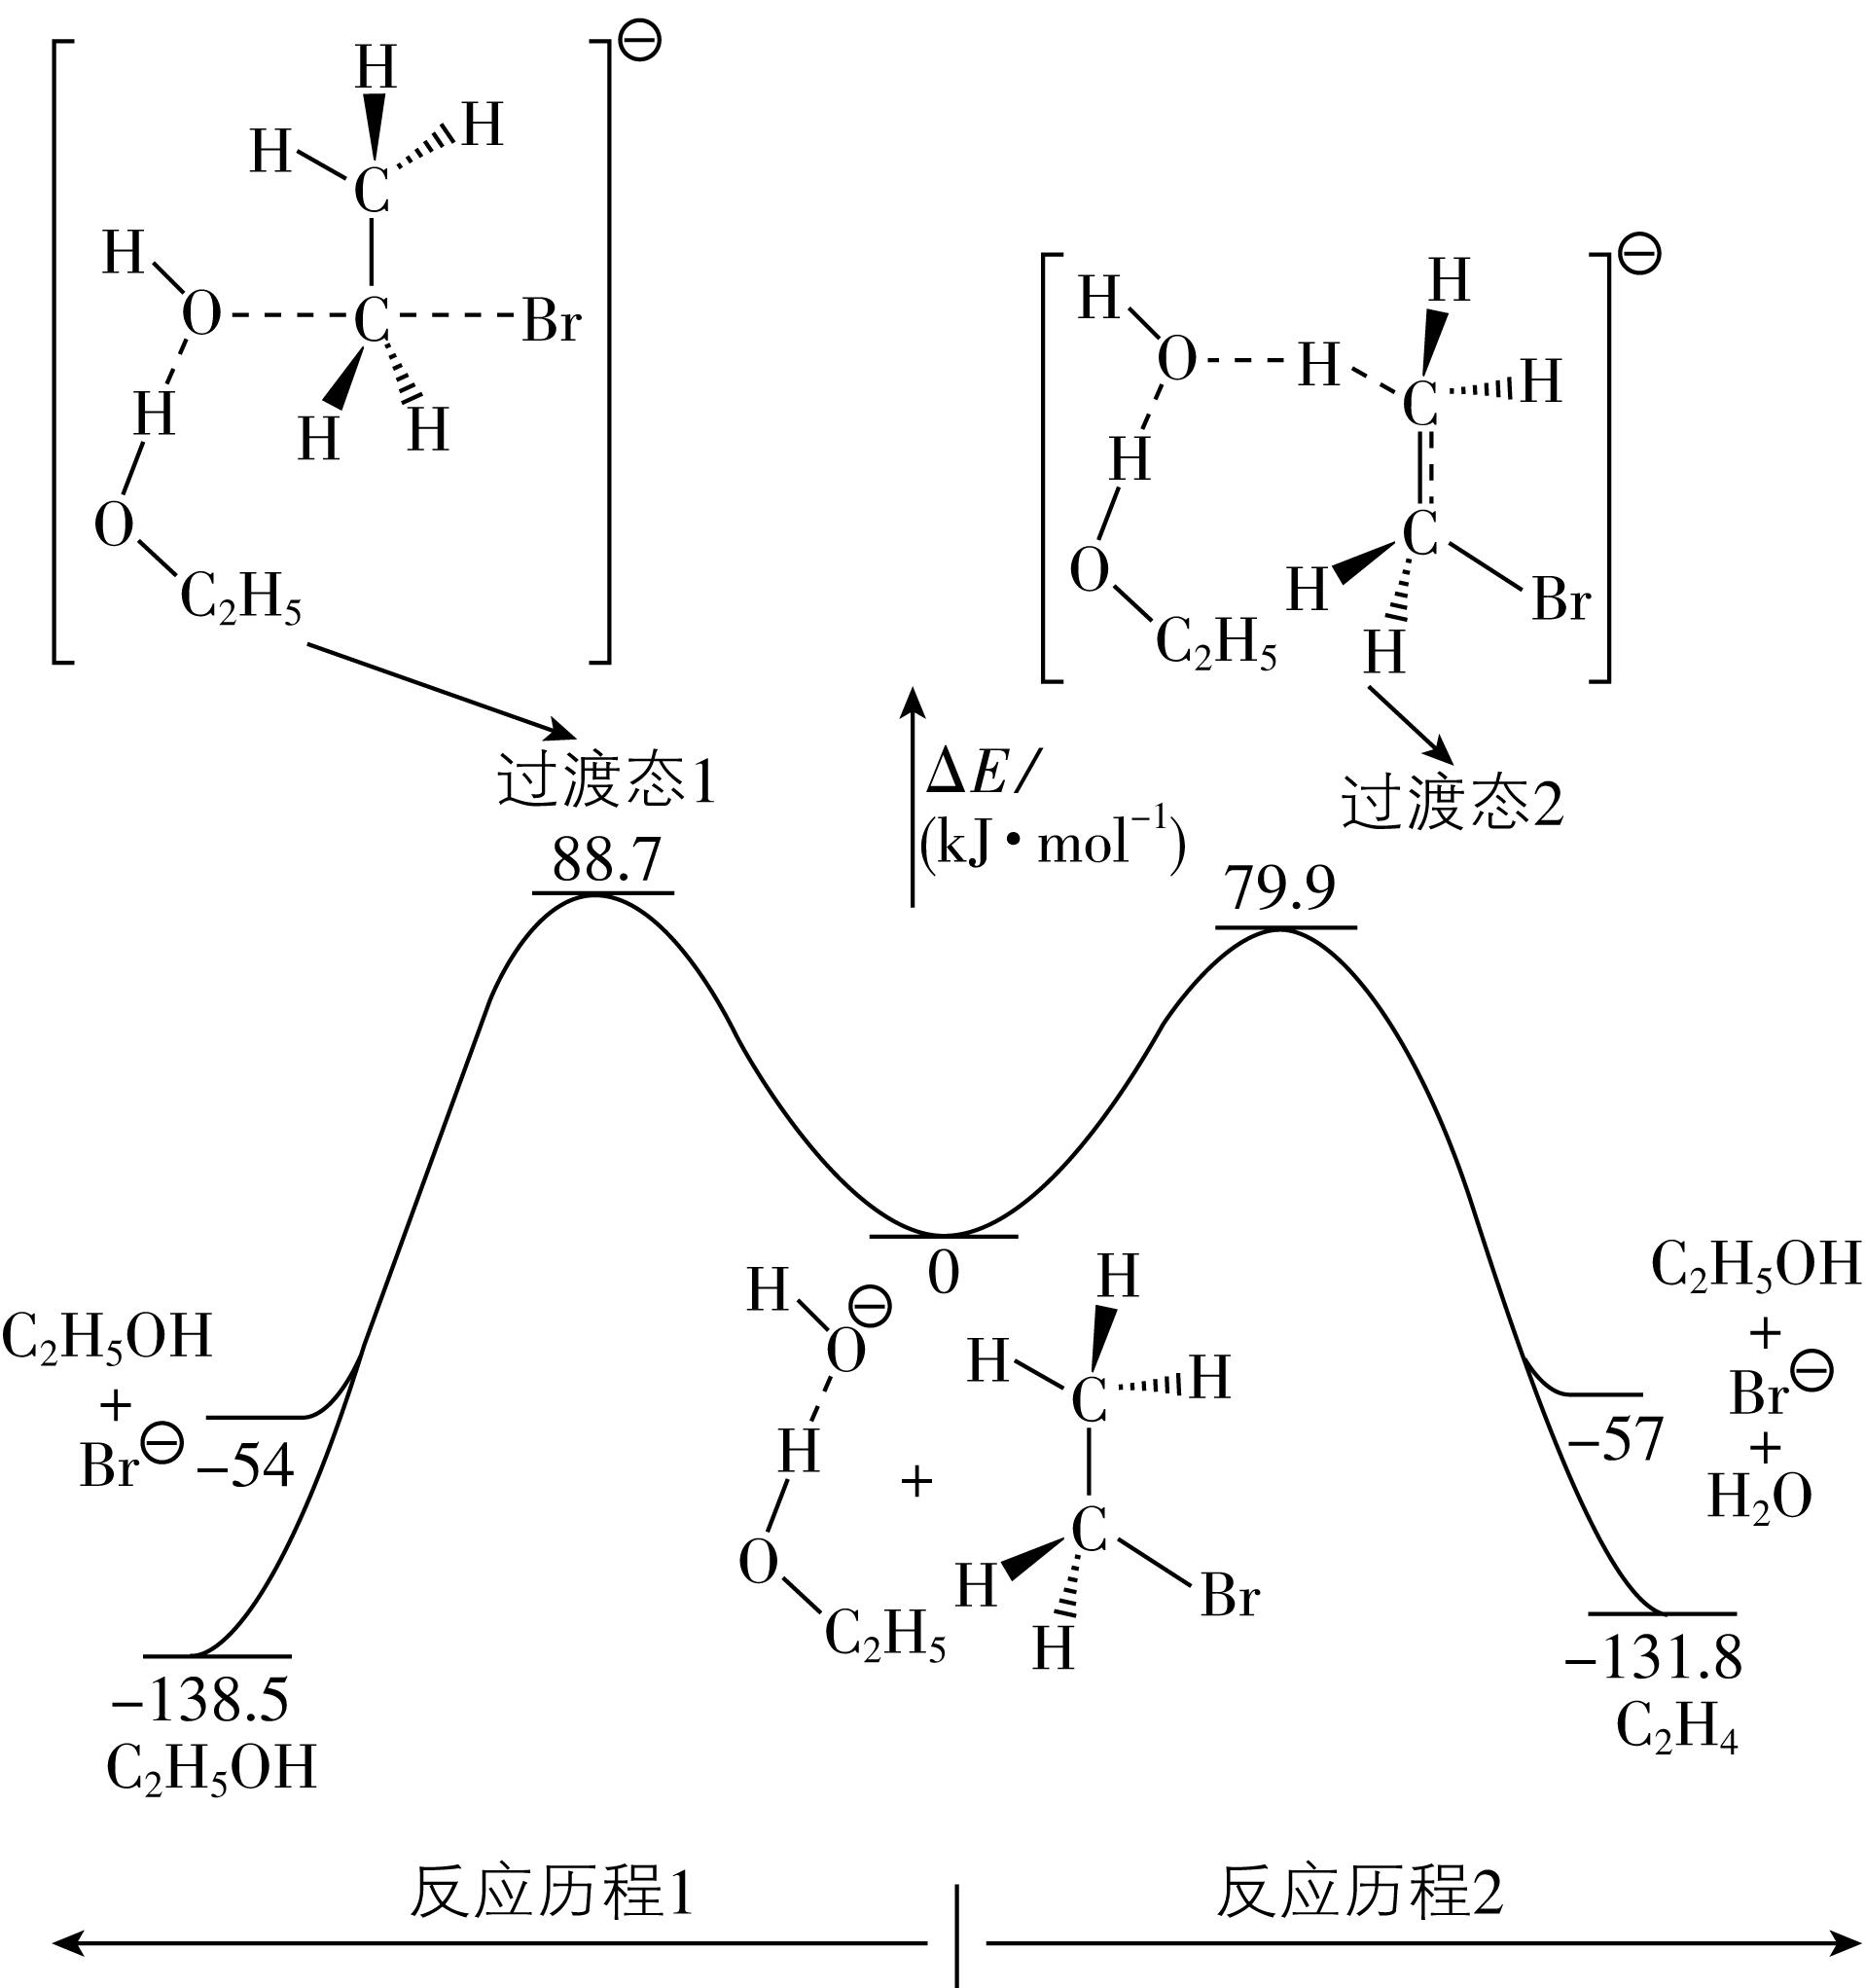 H
H
H
C
H
O
C
Br
H
H
H
O
C₂H₅
⊖
过渡态1
88.7
ΔE/
(kJ·mol⁻¹)
H
O
H
H
C
H
H
C
O
H
Br
C₂H₅
H
⊖
过渡态2
79.9
0
H
⊖
O
H
O
C₂H₅
+
H
H
C
H
C
H
Br
H
C₂H₅OH
+
Br⊖
−54
−138.5
C₂H₅OH
C₂H₅OH
+
Br⊖
+
H₂O
−57
−131.8
C₂H₄
反应历程1
反应历程2